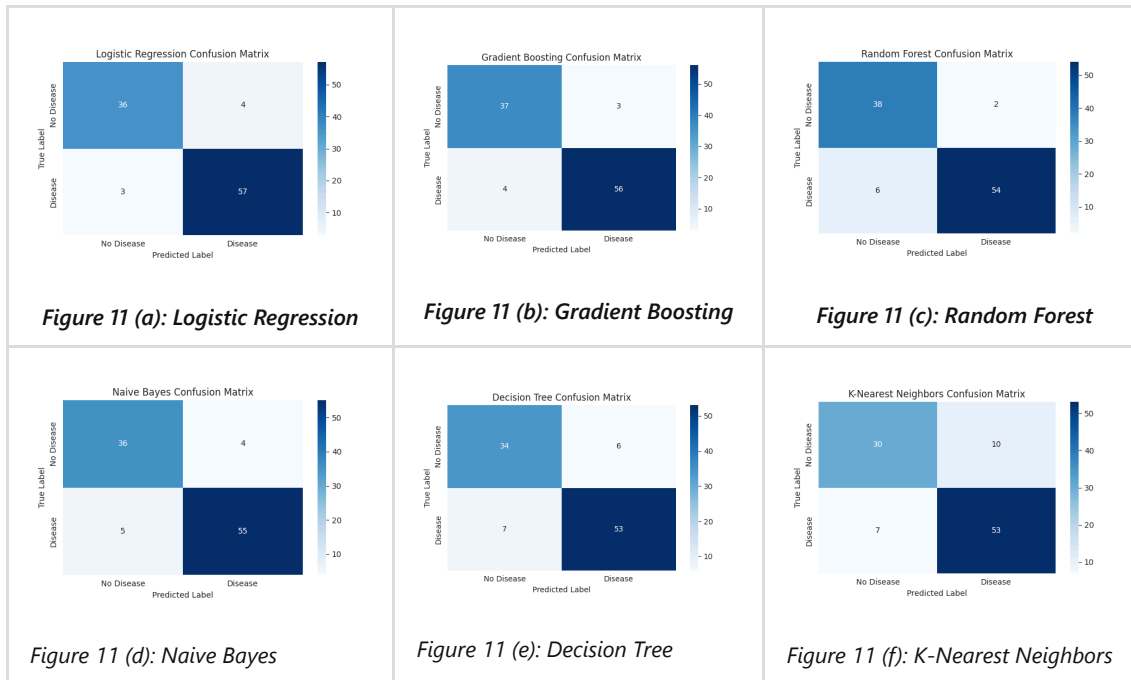 Logistic Regression Confusion Matrix
No Disease
36
4
50
40
30
20
10
True Label
Disease
3
57
No Disease
Disease
Predicted Label
Figure 11 (a): Logistic Regression
Gradient Boosting Confusion Matrix
No Disease
37
3
50
40
30
20
10
True Label
Disease
4
56
No Disease
Disease
Predicted Label
Figure 11 (b): Gradient Boosting
Random Forest Confusion Matrix
No Disease
38
2
50
40
30
20
10
True Label
Disease
6
54
No Disease
Disease
Predicted Label
Figure 11 (c): Random Forest
Naive Bayes Confusion Matrix
No Disease
36
4
50
40
30
20
10
True Label
Disease
5
55
No Disease
Disease
Predicted Label
Figure 11 (d): Naive Bayes
Decision Tree Confusion Matrix
No Disease
34
6
50
40
30
20
10
True Label
Disease
7
53
No Disease
Disease
Predicted Label
Figure 11 (e): Decision Tree
K-Nearest Neighbors Confusion Matrix
No Disease
30
10
50
40
30
20
10
True Label
Disease
7
53
No Disease
Disease
Predicted Label
Figure 11 (f): K-Nearest Neighbors